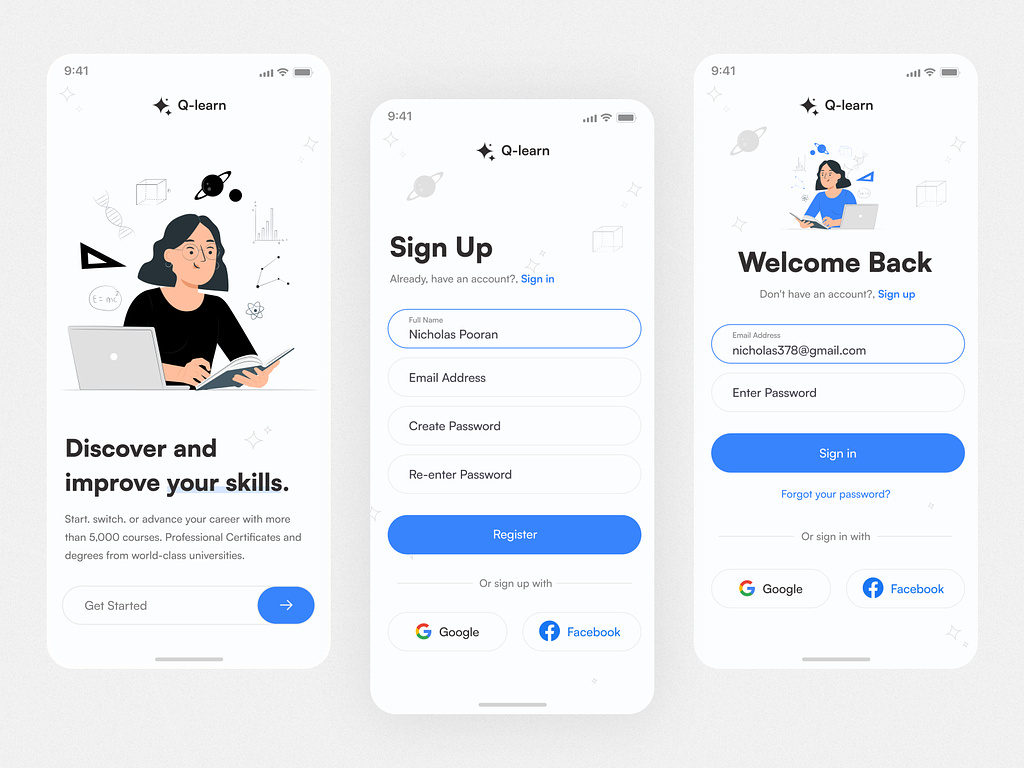 9:41
Q-learn
E=mc²
Discover and
improve your skills.
Start, switch, or advance your career with more
than 5,000 courses. Professional Certificates and
degrees from world-class universities.
Get Started
9:41
Q-learn
Sign Up
Already, have an account?, Sign in
Full Name
Nicholas Pooran
Email Address
Create Password
Re-enter Password
Register
Or sign up with
Google
Facebook
9:41
Q-learn
Welcome Back
Don't have an account?, Sign up
Email Address
nicholas378@gmail.com
Enter Password
Sign in
Forgot your password?
Or sign in with
Google
Facebook